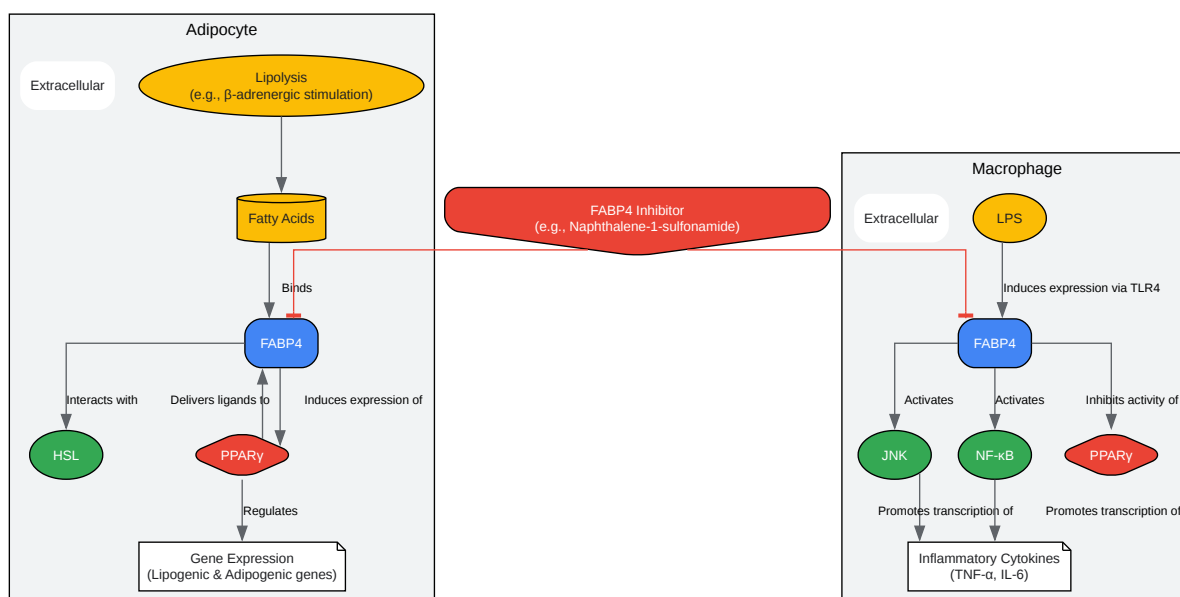 Adipocyte
Extracellular
Lipolysis
(e.g., β-adrenergic stimulation)
Fatty Acids
Binds
FABP4
Interacts with
Delivers ligands to
Induces expression of
HSL
PPARγ
Regulates
Gene Expression
(Lipogenic & Adipogenic genes)
FABP4 Inhibitor
(e.g., Naphthalene-1-sulfonamide)
Macrophage
Extracellular
LPS
Induces expression via TLR4
FABP4
Activates
Activates
Inhibits activity of
JNK
NF-κB
PPARγ
Promotes transcription of
Promotes transcription of
Inflammatory Cytokines
(TNF-α, IL-6)